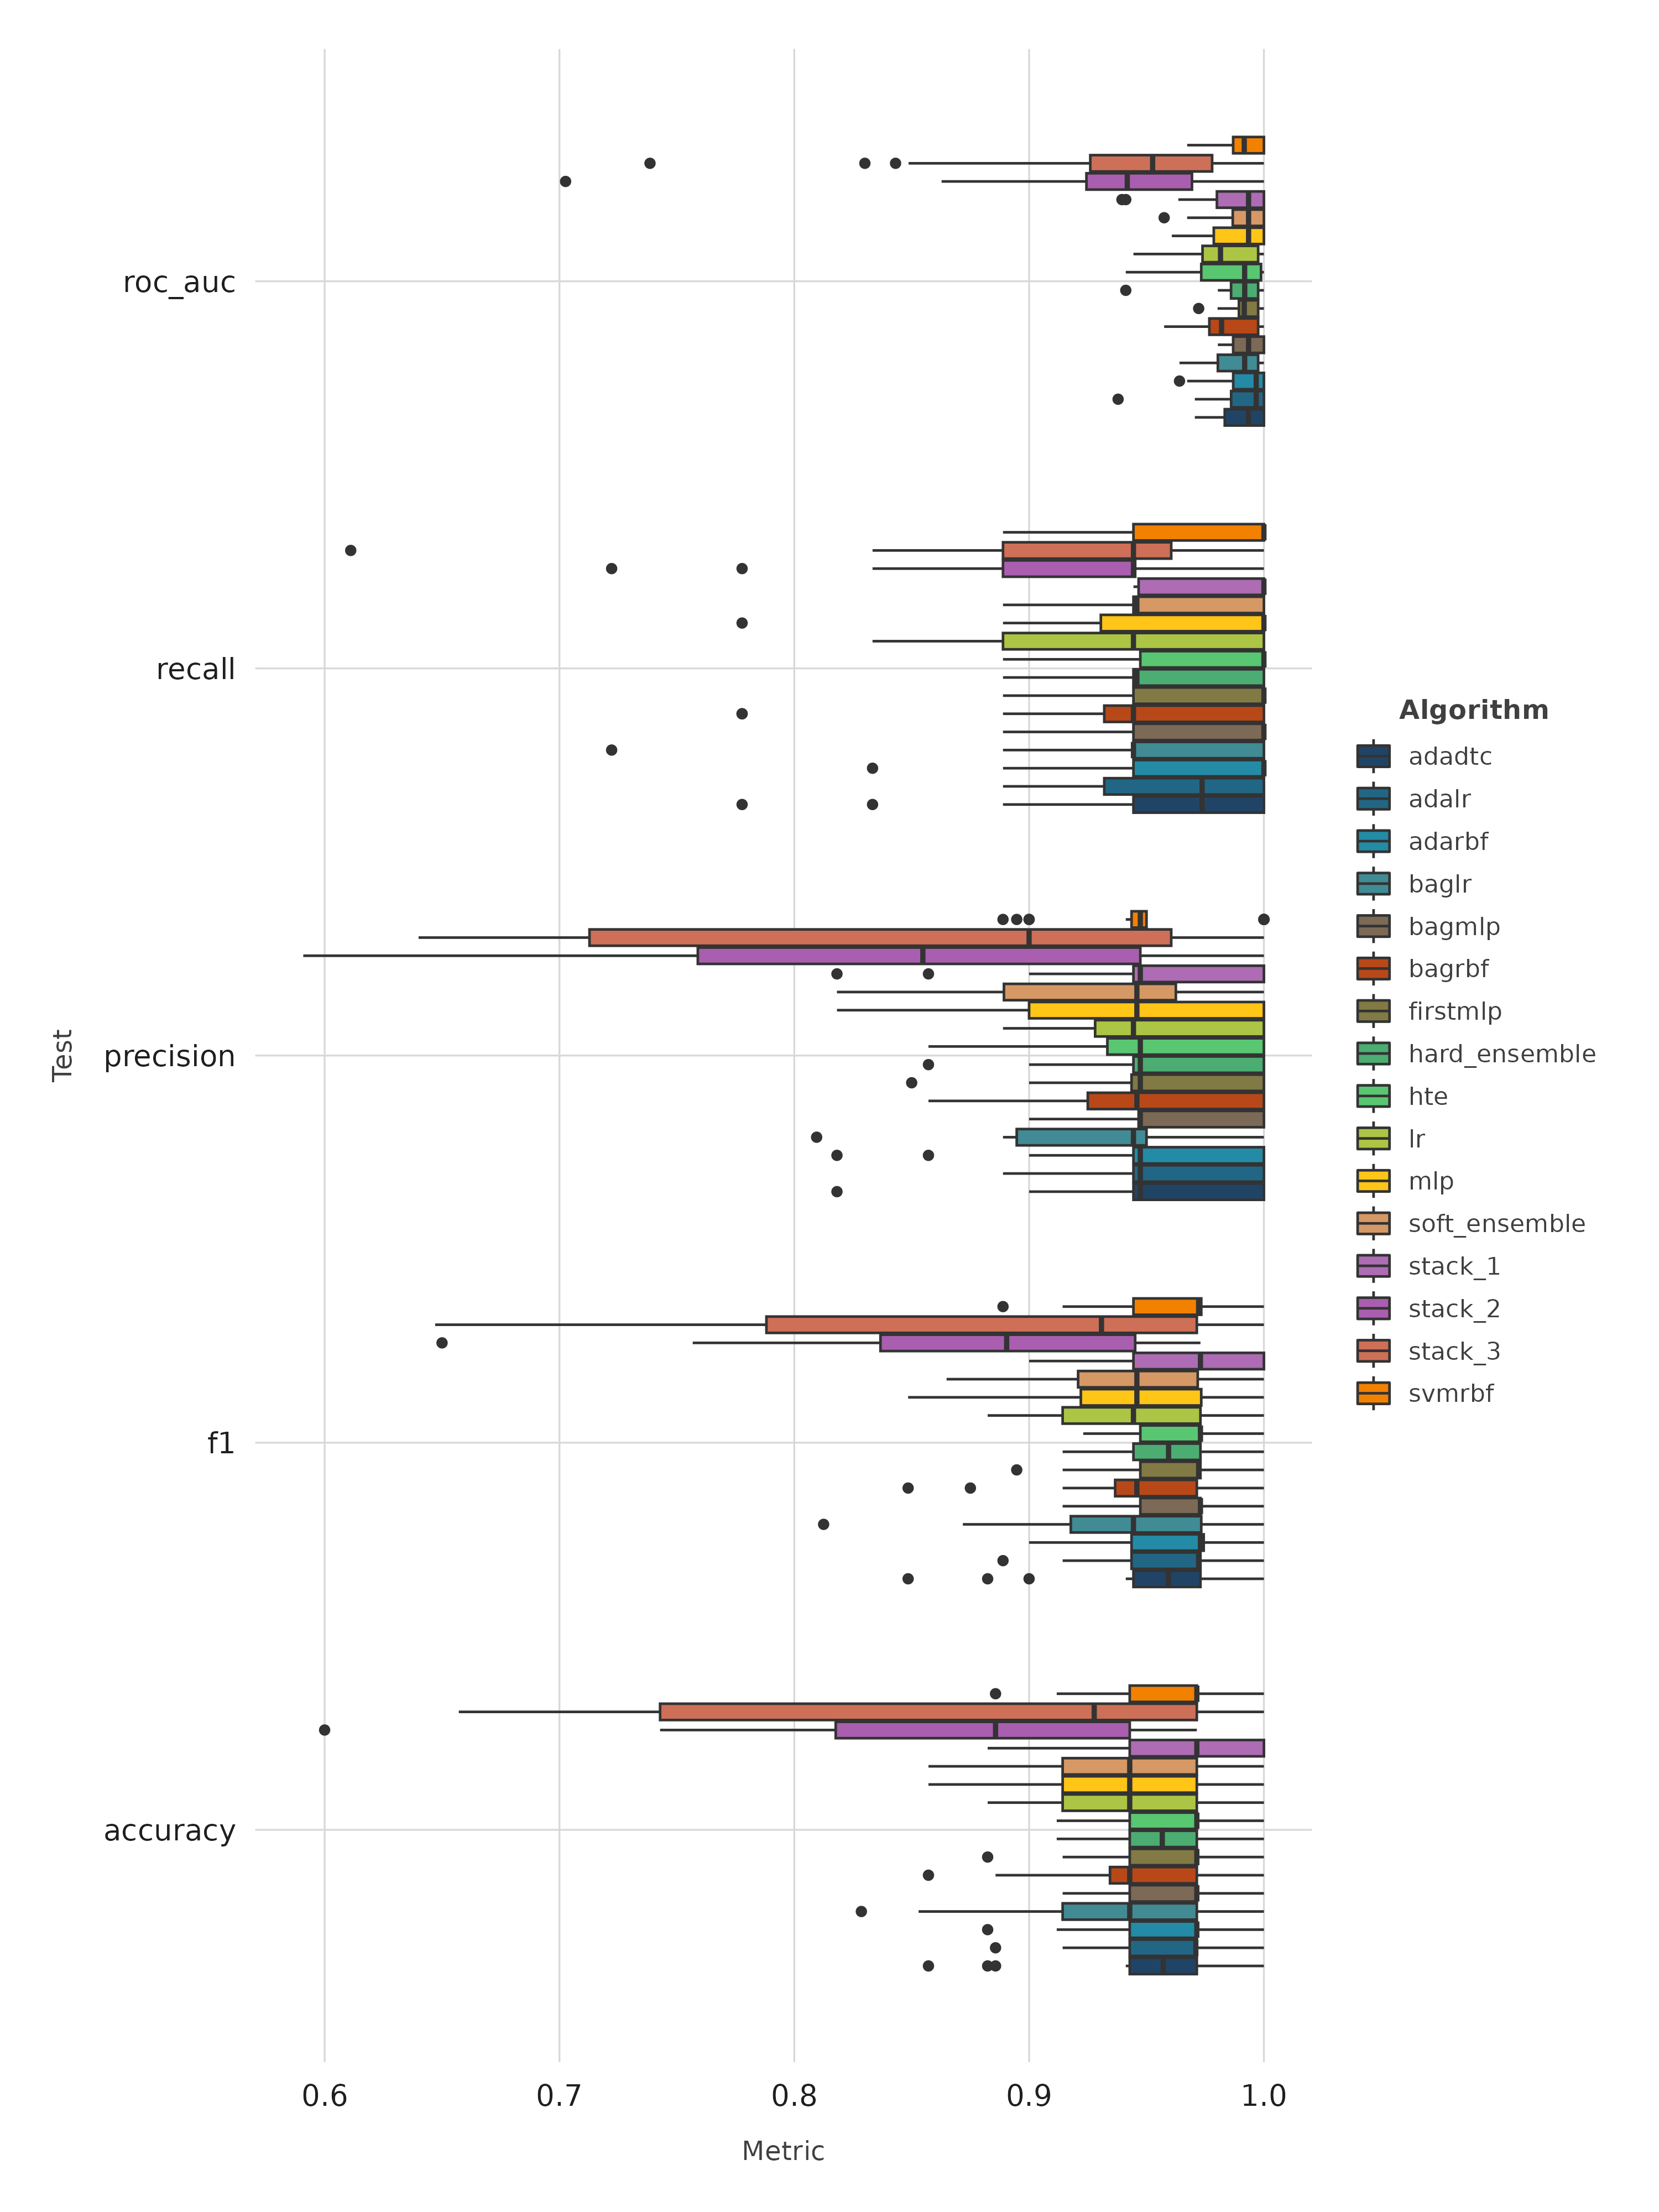 roc_auc
recall
precision
f1
accuracy
Test
0.6 0.7 0.8 0.9 1.0
Metric
Algorithm
adadtc
adalr
adarbf
baglr
bagmlp
bagrbf
firstmlp
hard_ensemble
hte
lr
mlp
soft_ensemble
stack_1
stack_2
stack_3
svmrbf